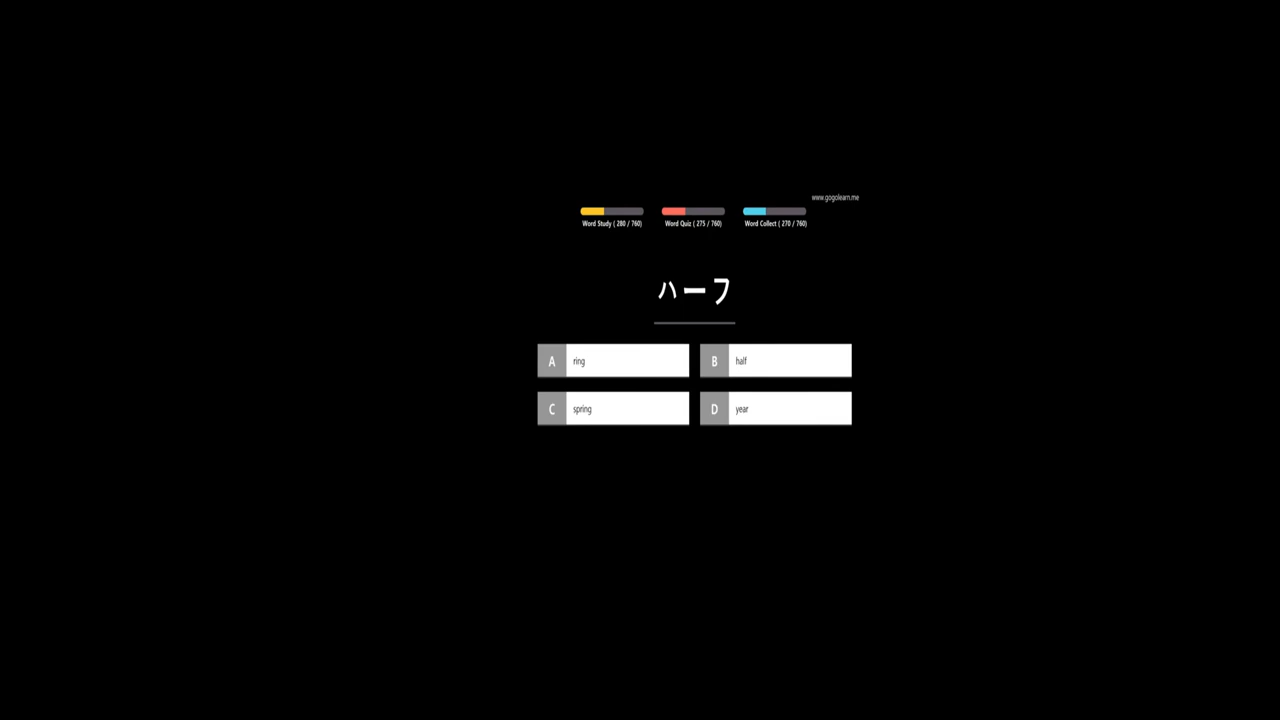 www.gogolearn.me
Word Study ( 280 / 760)
Word Quiz ( 275 / 760)
Word Collect ( 270 / 760)
ハーフ
A ring
B half
C spring
D year